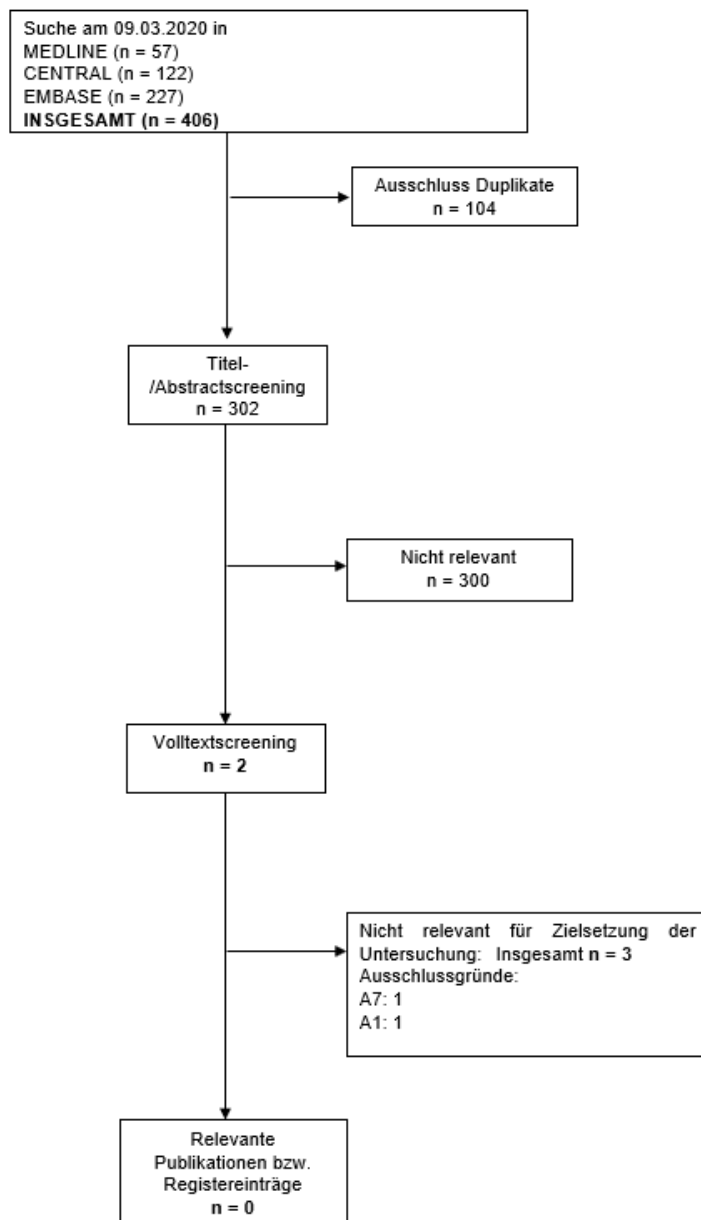 Suche am 09.03.2020 in
MEDLINE (n = 57)
CENTRAL (n = 122)
EMBASE (n = 227)
INSGESAMT (n = 406)
Ausschluss Duplikate
n = 104
Titel-
/Abstractscreening
n = 302
Nicht relevant
n = 300
Volltextscreening
n = 2
Nicht relevant für Zielsetzung der
Untersuchung: Insgesamt n = 3
Ausschlussgründe:
A7: 1
A1: 1
Relevante
Publikationen bzw.
Registereinträge
n = 0